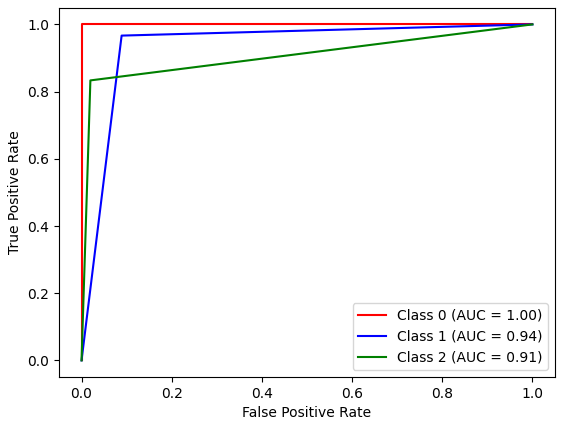 1.0
0.8
0.6
0.4
0.2
0.0
True Positive Rate
Class 0 (AUC = 1.00)
Class 1 (AUC = 0.94)
Class 2 (AUC = 0.91)
0.0 0.2 0.4 0.6 0.8 1.0
False Positive Rate